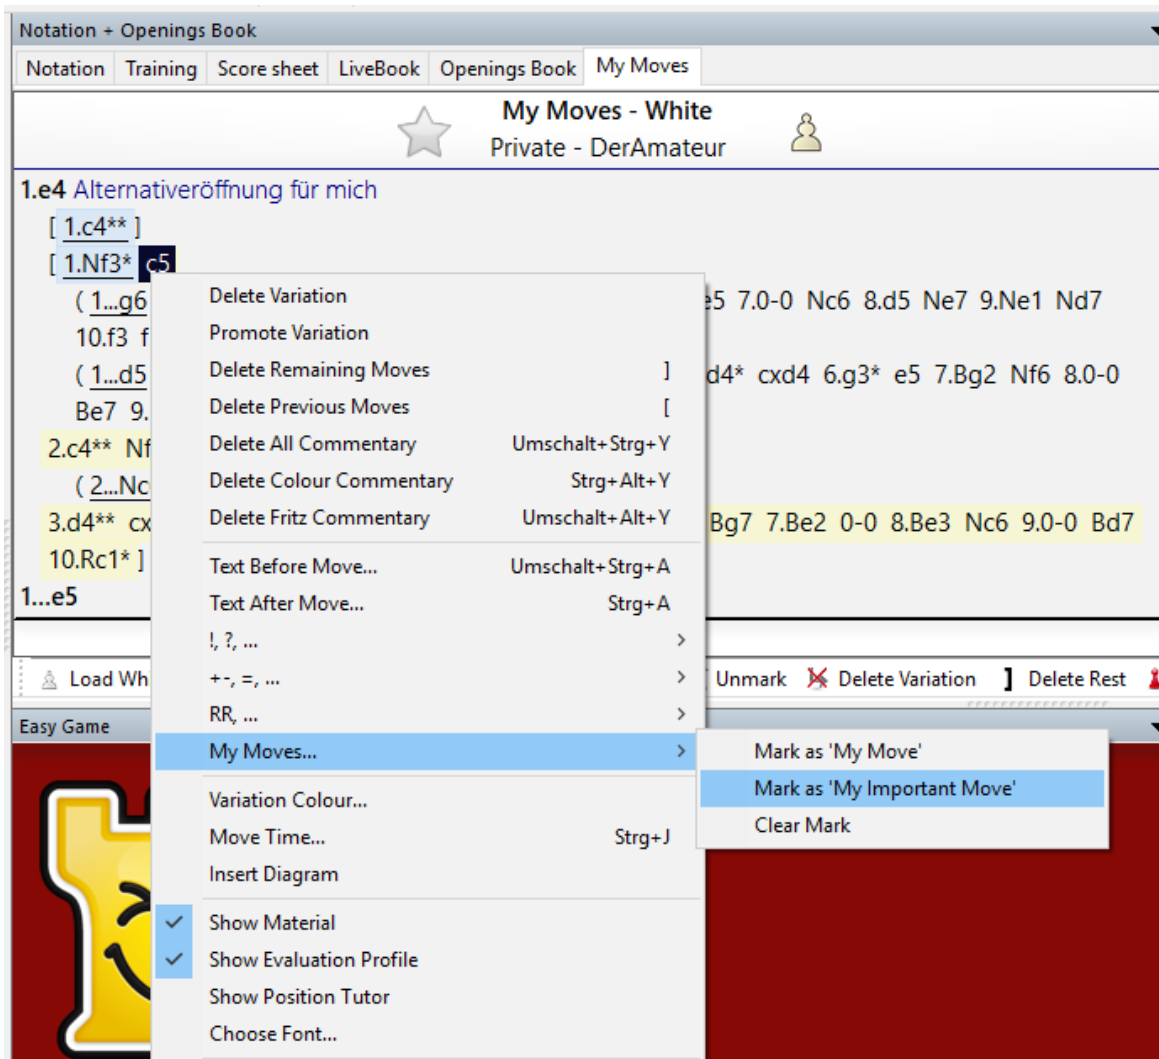 Notation + Openings Book
Notation Training Score sheet LiveBook Openings Book My Moves
My Moves - White
Private - DerAmateur
1.e4 Alternativeröffnung für mich
[ 1.c4** ]
[ 1.Nf3* c5
( 1...g6 e5 7.0-0 Nc6 8.d5 Ne7 9.Ne1 Nd7
10.f3 f
( 1...d5 d4* cxd4 6.g3* e5 7.Bg2 Nf6 8.0-0
Be7 9.
2.c4** Nf
( 2...Nc
3.d4** cx Bg7 7.Be2 0-0 8.Be3 Nc6 9.0-0 Bd7
10.Rc1* ]
1...e5
Delete Variation
Promote Variation
Delete Remaining Moves ]
Delete Previous Moves [
Delete All Commentary Umschalt+Strg+Y
Delete Colour Commentary Strg+Alt+Y
Delete Fritz Commentary Umschalt+Alt+Y
Text Before Move... Umschalt+Strg+A
Text After Move... Strg+A
!, ?, ...
+-, =, ...
RR, ...
My Moves...
Variation Colour...
Move Time... Strg+J
Insert Diagram
Show Material
Show Evaluation Profile
Show Position Tutor
Choose Font...
Mark as 'My Move'
Mark as 'My Important Move'
Clear Mark
Load Wh Unmark Delete Variation ] Delete Rest
Easy Game